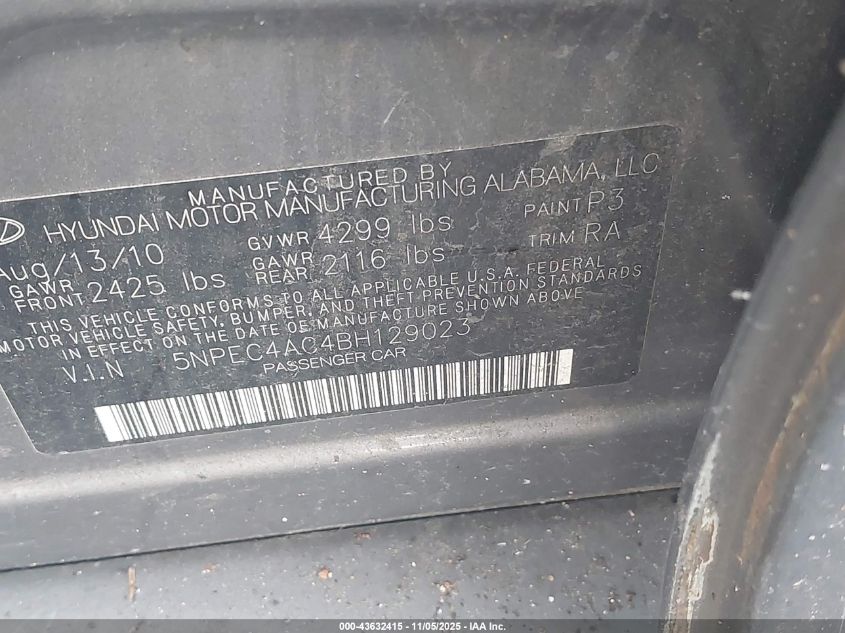 MANUFACTURED BY
HYUNDAI MOTOR MANUFACTURING ALABAMA, LLC
Aug/13/10 GVWR 4299 lbs PAINT P3
GAWR FRONT 2425 lbs GAWR REAR 2116 lbs TRIM RA
THIS VEHICLE CONFORMS TO ALL APPLICABLE U.S.A. FEDERAL
MOTOR VEHICLE SAFETY, BUMPER, AND THEFT PREVENTION STANDARDS
IN EFFECT ON THE DATE OF MANUFACTURE SHOWN ABOVE
V.I.N 5NPEC4AC4BH129023
PASSENGER CAR
000-43632415 - 11/05/2025 - IAA Inc.